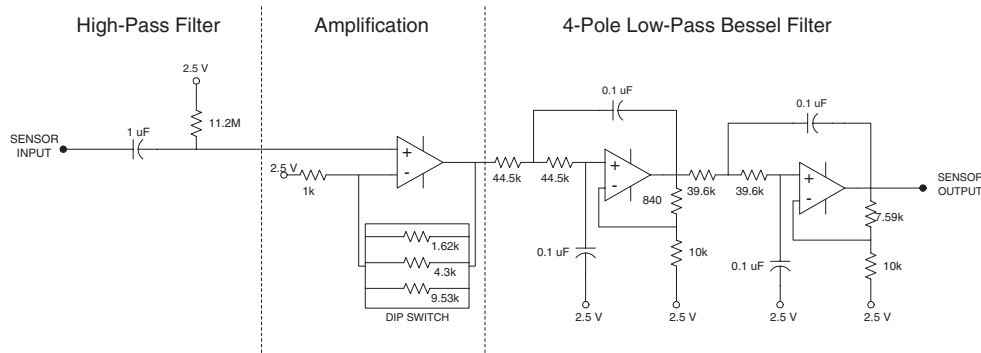 High-Pass Filter
Amplification
4-Pole Low-Pass Bessel Filter
2.5 V
11.2M
1 uF
SENSOR
INPUT
2.5 V
1k
+
-
1.62k
4.3k
9.53k
DIP SWITCH
0.1 uF
44.5k
44.5k
+
-
840
10k
0.1 uF
2.5 V
2.5 V
0.1 uF
39.6k
39.6k
+
-
7.59k
10k
0.1 uF
2.5 V
2.5 V
SENSOR
OUTPUT